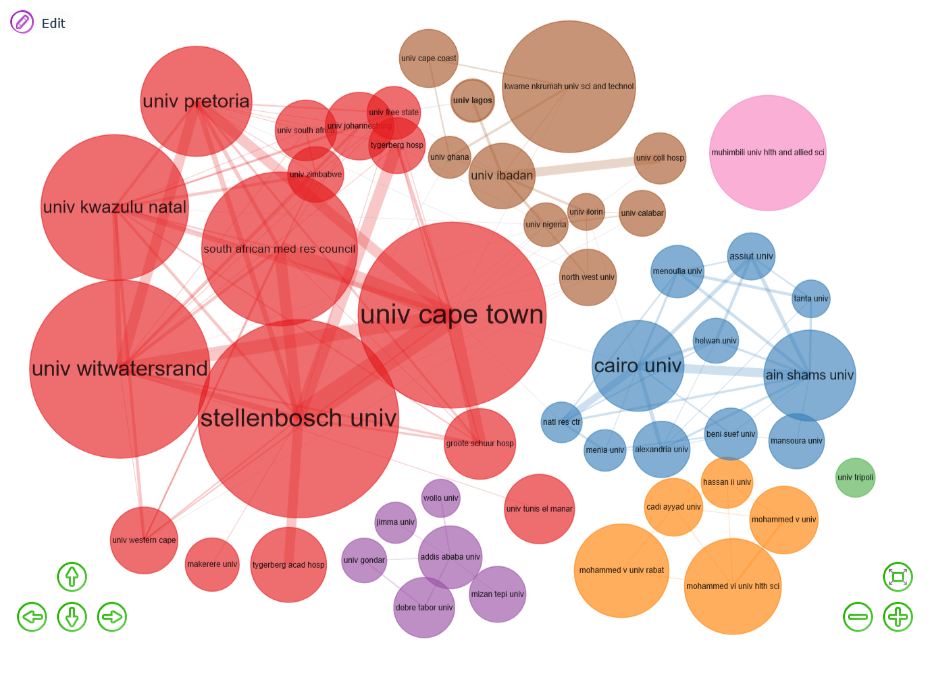 Edit
univ cape coast
kwame nkrumah univ sci and technol
univ pretoria
univ lagos
univ free state
univ south afri
univ johannesburg
tygerberg hosp
muhimbili univ hlth and allied sci
univ ghana
univ coll hosp
univ zimbabwe
univ ibadan
univ kwazulu natal
univ ilorin
univ calabar
univ nigeria
south african med res council
assiut univ
menoufia univ
north west univ
tanta univ
univ cape town
helwan univ
cairo univ
univ witwatersrand
ain shams univ
stellenbosch univ
natl res ctr
beni suef univ
mansoura univ
groote schuur hosp
menia univ
alexandria univ
univ tripoli
hassan ii univ
wollo univ
cadi ayyad univ
univ tunis el manar
jimma univ
mohammed v univ
univ western cape
addis ababa univ
univ gondar
makerere univ
tygerberg acad hosp
mohammed v univ rabat
mohammed vi univ hlth sci
mizan tepi univ
debre tabor univ